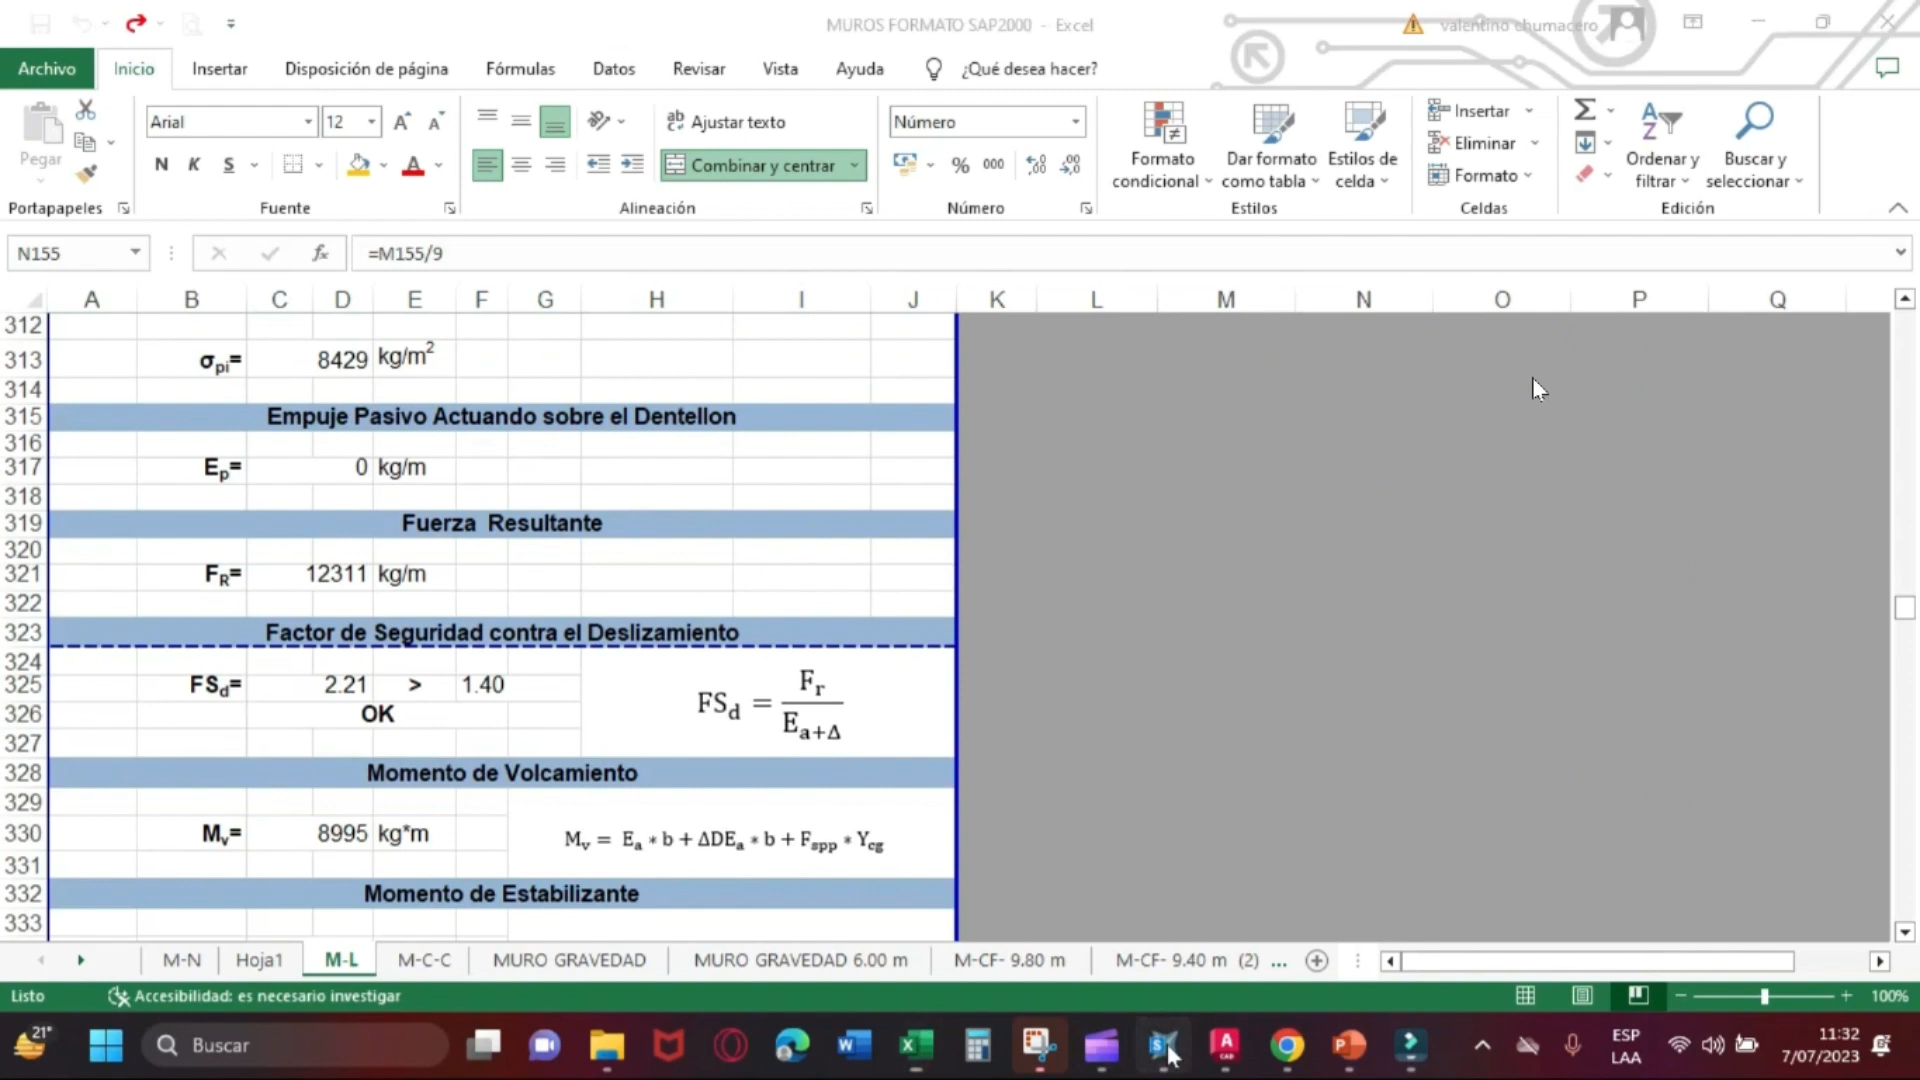 MUROS FORMATO SAP2000 - Excel
valentino chumacero
Archivo Inicio Insertar Disposición de página Fórmulas Datos Revisar Vista Ayuda ¿Qué desea hacer?
Pegar
Arial 12
Ajustar texto
Número
Formato condicional
Dar formato como tabla
Estilos de celda
Insertar
Eliminar
Formato
Ordenar y filtrar
Buscar y seleccionar
N K S
Combinar y centrar
% 000
Portapapeles Fuente Alineación Número Estilos Celdas Edición
N155 fx =M155/9
A B C D E F G H I J K L M N O P Q
312
313 σpi= 8429 kg/m²
314
315 Empuje Pasivo Actuando sobre el Dentellon
316
317 Ep= 0 kg/m
318
319 Fuerza Resultante
320
321 FR= 12311 kg/m
322
323 Factor de Seguridad contra el Deslizamiento
324
325 FSd= 2.21 > 1.40
FSd = Fr / Ea+Δ
326 OK
327
328 Momento de Volcamiento
329
330 Mv= 8995 kg*m
Mv = Ea * b + ΔDEa * b + Fspp * Ycg
331
332 Momento de Estabilizante
333
M-N Hoja1 M-L M-C-C MURO GRAVEDAD MURO GRAVEDAD 6.00 m M-CF- 9.80 m M-CF- 9.40 m (2) ...
Listo Accesibilidad: es necesario investigar 100%
21° Buscar ESP LAA 11:32 7/07/2023